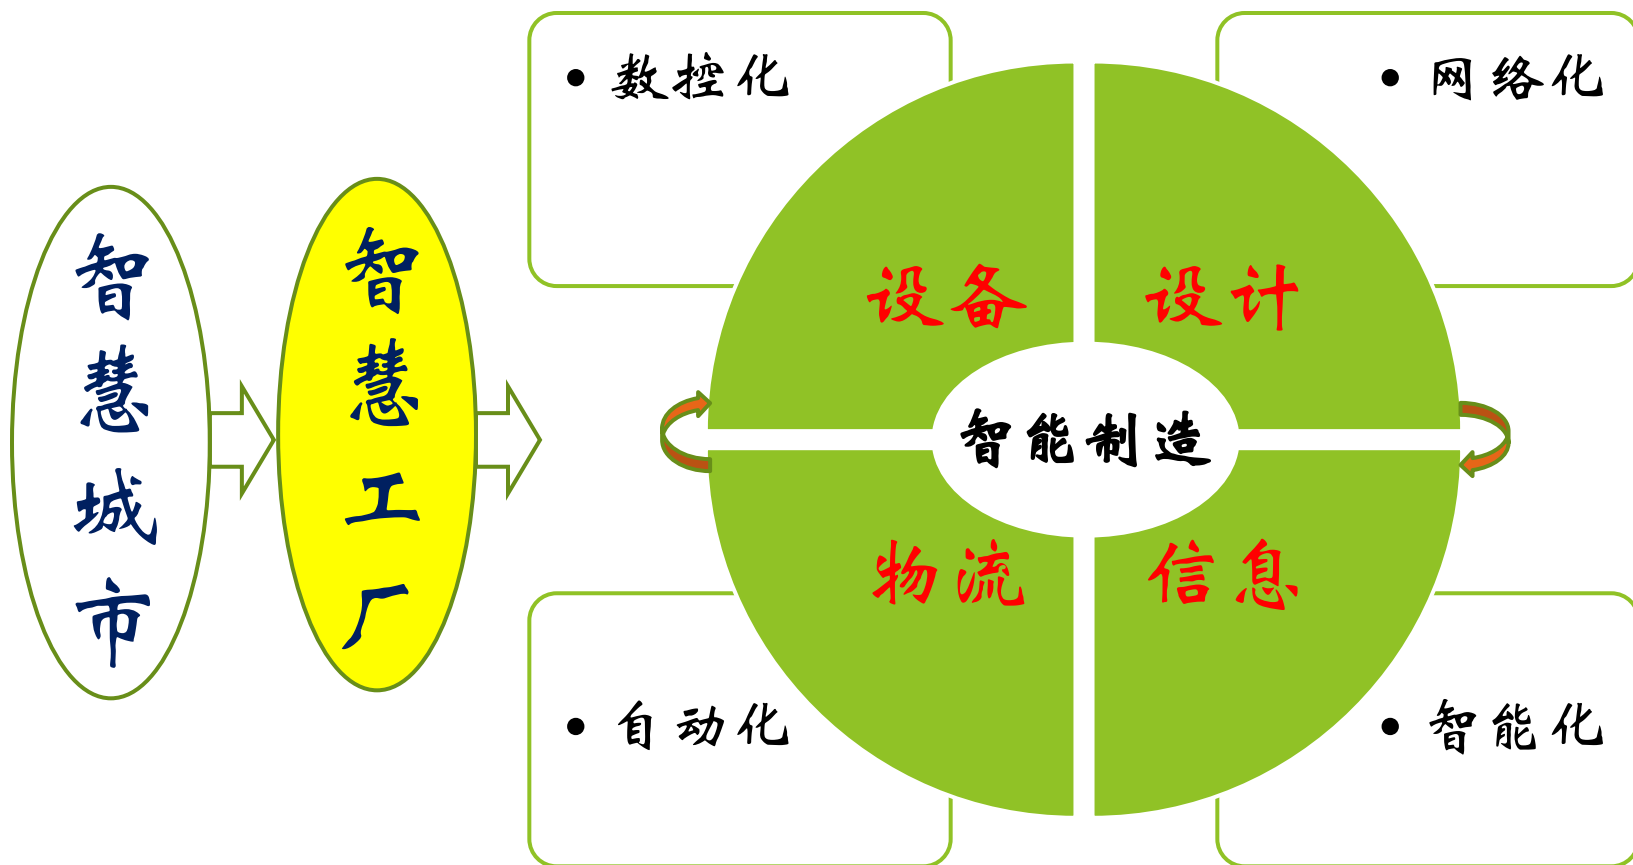 智慧城市
智慧工厂
• 数控化
• 网络化
设备
设计
智能制造
物流
信息
• 自动化
• 智能化